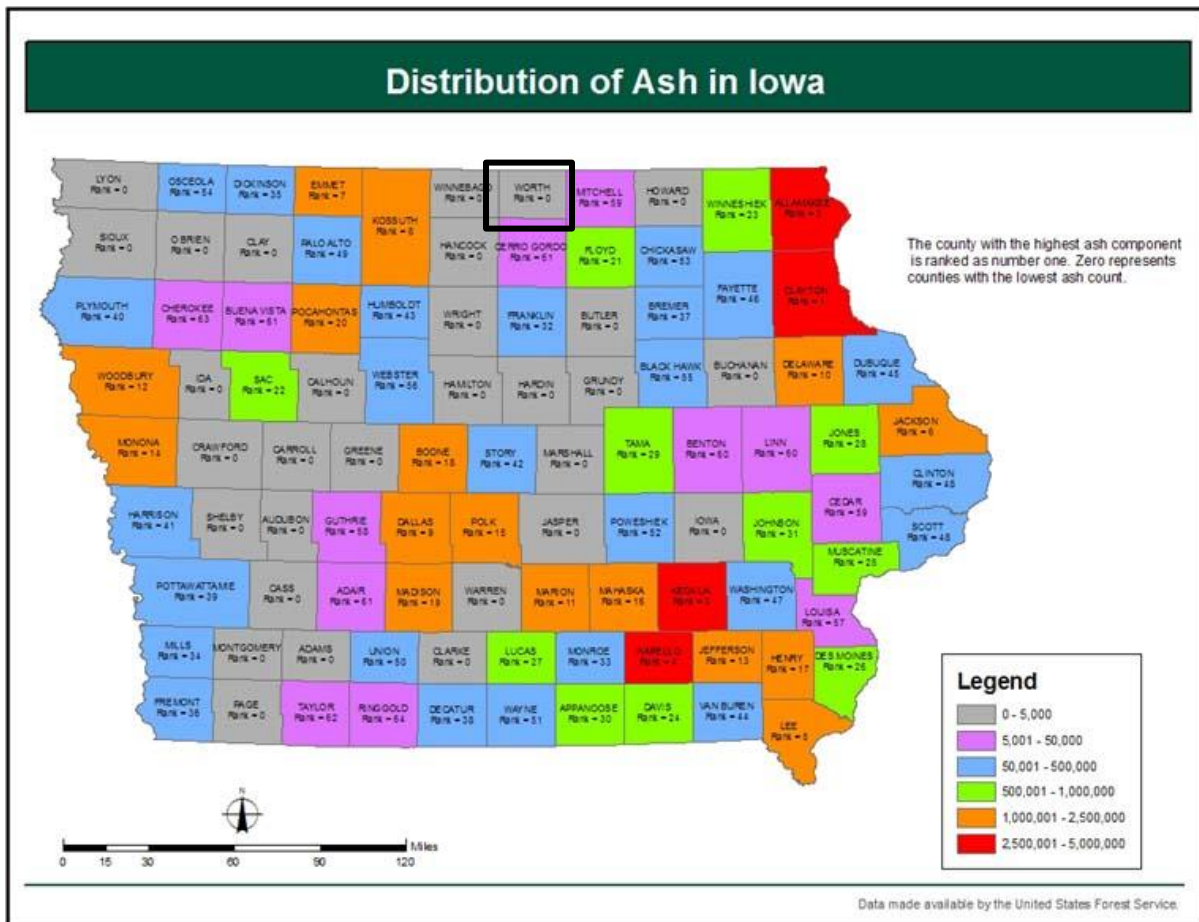 Distribution of Ash in Iowa
LYON
Rank = 0
OSCEOLA
Rank = 54
DICKINSON
Rank = 35
EMMET
Rank = 7
KOSSUTH
Rank = 8
WINNEBAGO
Rank = 0
WORTH
Rank = 0
MITCHELL
Rank = 59
HOWARD
Rank = 0
WINNESHIEK
Rank = 23
ALLAMAKEE
Rank =
SIOUX
Rank = 0
O BRIEN
Rank = 0
CLAY
Rank = 0
PALO ALTO
Rank = 49
HANCOCK
Rank = 0
CERRO GORDO
Rank = 61
FLOYD
Rank = 21
CHICKASAW
Rank = 53
The county with the highest ash component
is ranked as number one. Zero represents
counties with the lowest ash count.
PLYMOUTH
Rank = 40
CHEROKEE
Rank = 63
BUENA VISTA
Rank = 61
POCAHONTAS
Rank = 20
HUMBOLDT
Rank = 43
WRIGHT
Rank = 0
FRANKLIN
Rank = 32
BUTLER
Rank = 0
BREMER
Rank = 37
FAYETTE
Rank = 46
CLAYTON
Rank = 1
WOODBURY
Rank = 12
IDA
Rank = 0
SAC
Rank = 22
CALHOUN
Rank = 0
WEBSTER
Rank = 56
HAMILTON
Rank = 0
HARDIN
Rank = 0
GRUNDY
Rank = 0
BLACK HAWK
Rank = 55
BUCHANAN
Rank = 0
DELAWARE
Rank = 10
DUBUQUE
Rank = 45
MONONA
Rank = 14
CRAWFORD
Rank = 0
CARROLL
Rank = 0
GREENE
Rank = 0
BOONE
Rank = 18
STORY
Rank = 42
MARSHALL
Rank = 0
TAMA
Rank = 29
BENTON
Rank = 60
LINN
Rank = 60
JONES
Rank = 28
JACKSON
Rank = 6
CLINTON
Rank =
HARRISON
Rank = 41
SHELBY
Rank = 0
AUDUBON
Rank = 0
GUTHRIE
Rank = 58
DALLAS
Rank = 9
POLK
Rank = 15
JASPER
Rank = 0
POWESHIEK
Rank = 52
IOWA
Rank = 0
JOHNSON
Rank = 31
CEDAR
Rank = 59
SCOTT
Rank = 48
MUSCATINE
Rank = 25
POTTAWATTAMIE
Rank = 39
CASS
Rank = 0
ADAIR
Rank = 61
MADISON
Rank = 19
WARREN
Rank = 0
MARION
Rank = 11
MAHASKA
Rank = 16
KEOKUK
Rank =
WASHINGTON
Rank = 47
LOUISA
Rank = 57
MILLS
Rank = 34
MONTGOMERY
Rank = 0
ADAMS
Rank = 0
UNION
Rank = 50
CLARKE
Rank = 0
LUCAS
Rank = 27
MONROE
Rank = 33
WAPELLO
Rank = 4
JEFFERSON
Rank = 13
HENRY
Rank = 17
DES MOINES
Rank = 26
FREMONT
Rank = 36
PAGE
Rank = 0
TAYLOR
Rank = 62
RINGGOLD
Rank = 64
DECATUR
Rank = 38
WAYNE
Rank = 51
APPANOOSE
Rank = 30
DAVIS
Rank = 24
VAN BUREN
Rank = 44
LEE
Rank = 5
Legend
0 - 5,000
5,001 - 50,000
50,001 - 500,000
500,001 - 1,000,000
1,000,001 - 2,500,000
2,500,001 - 5,000,000
N
Miles
0 15 30 60 90 120
Data made available by the United States Forest Service.